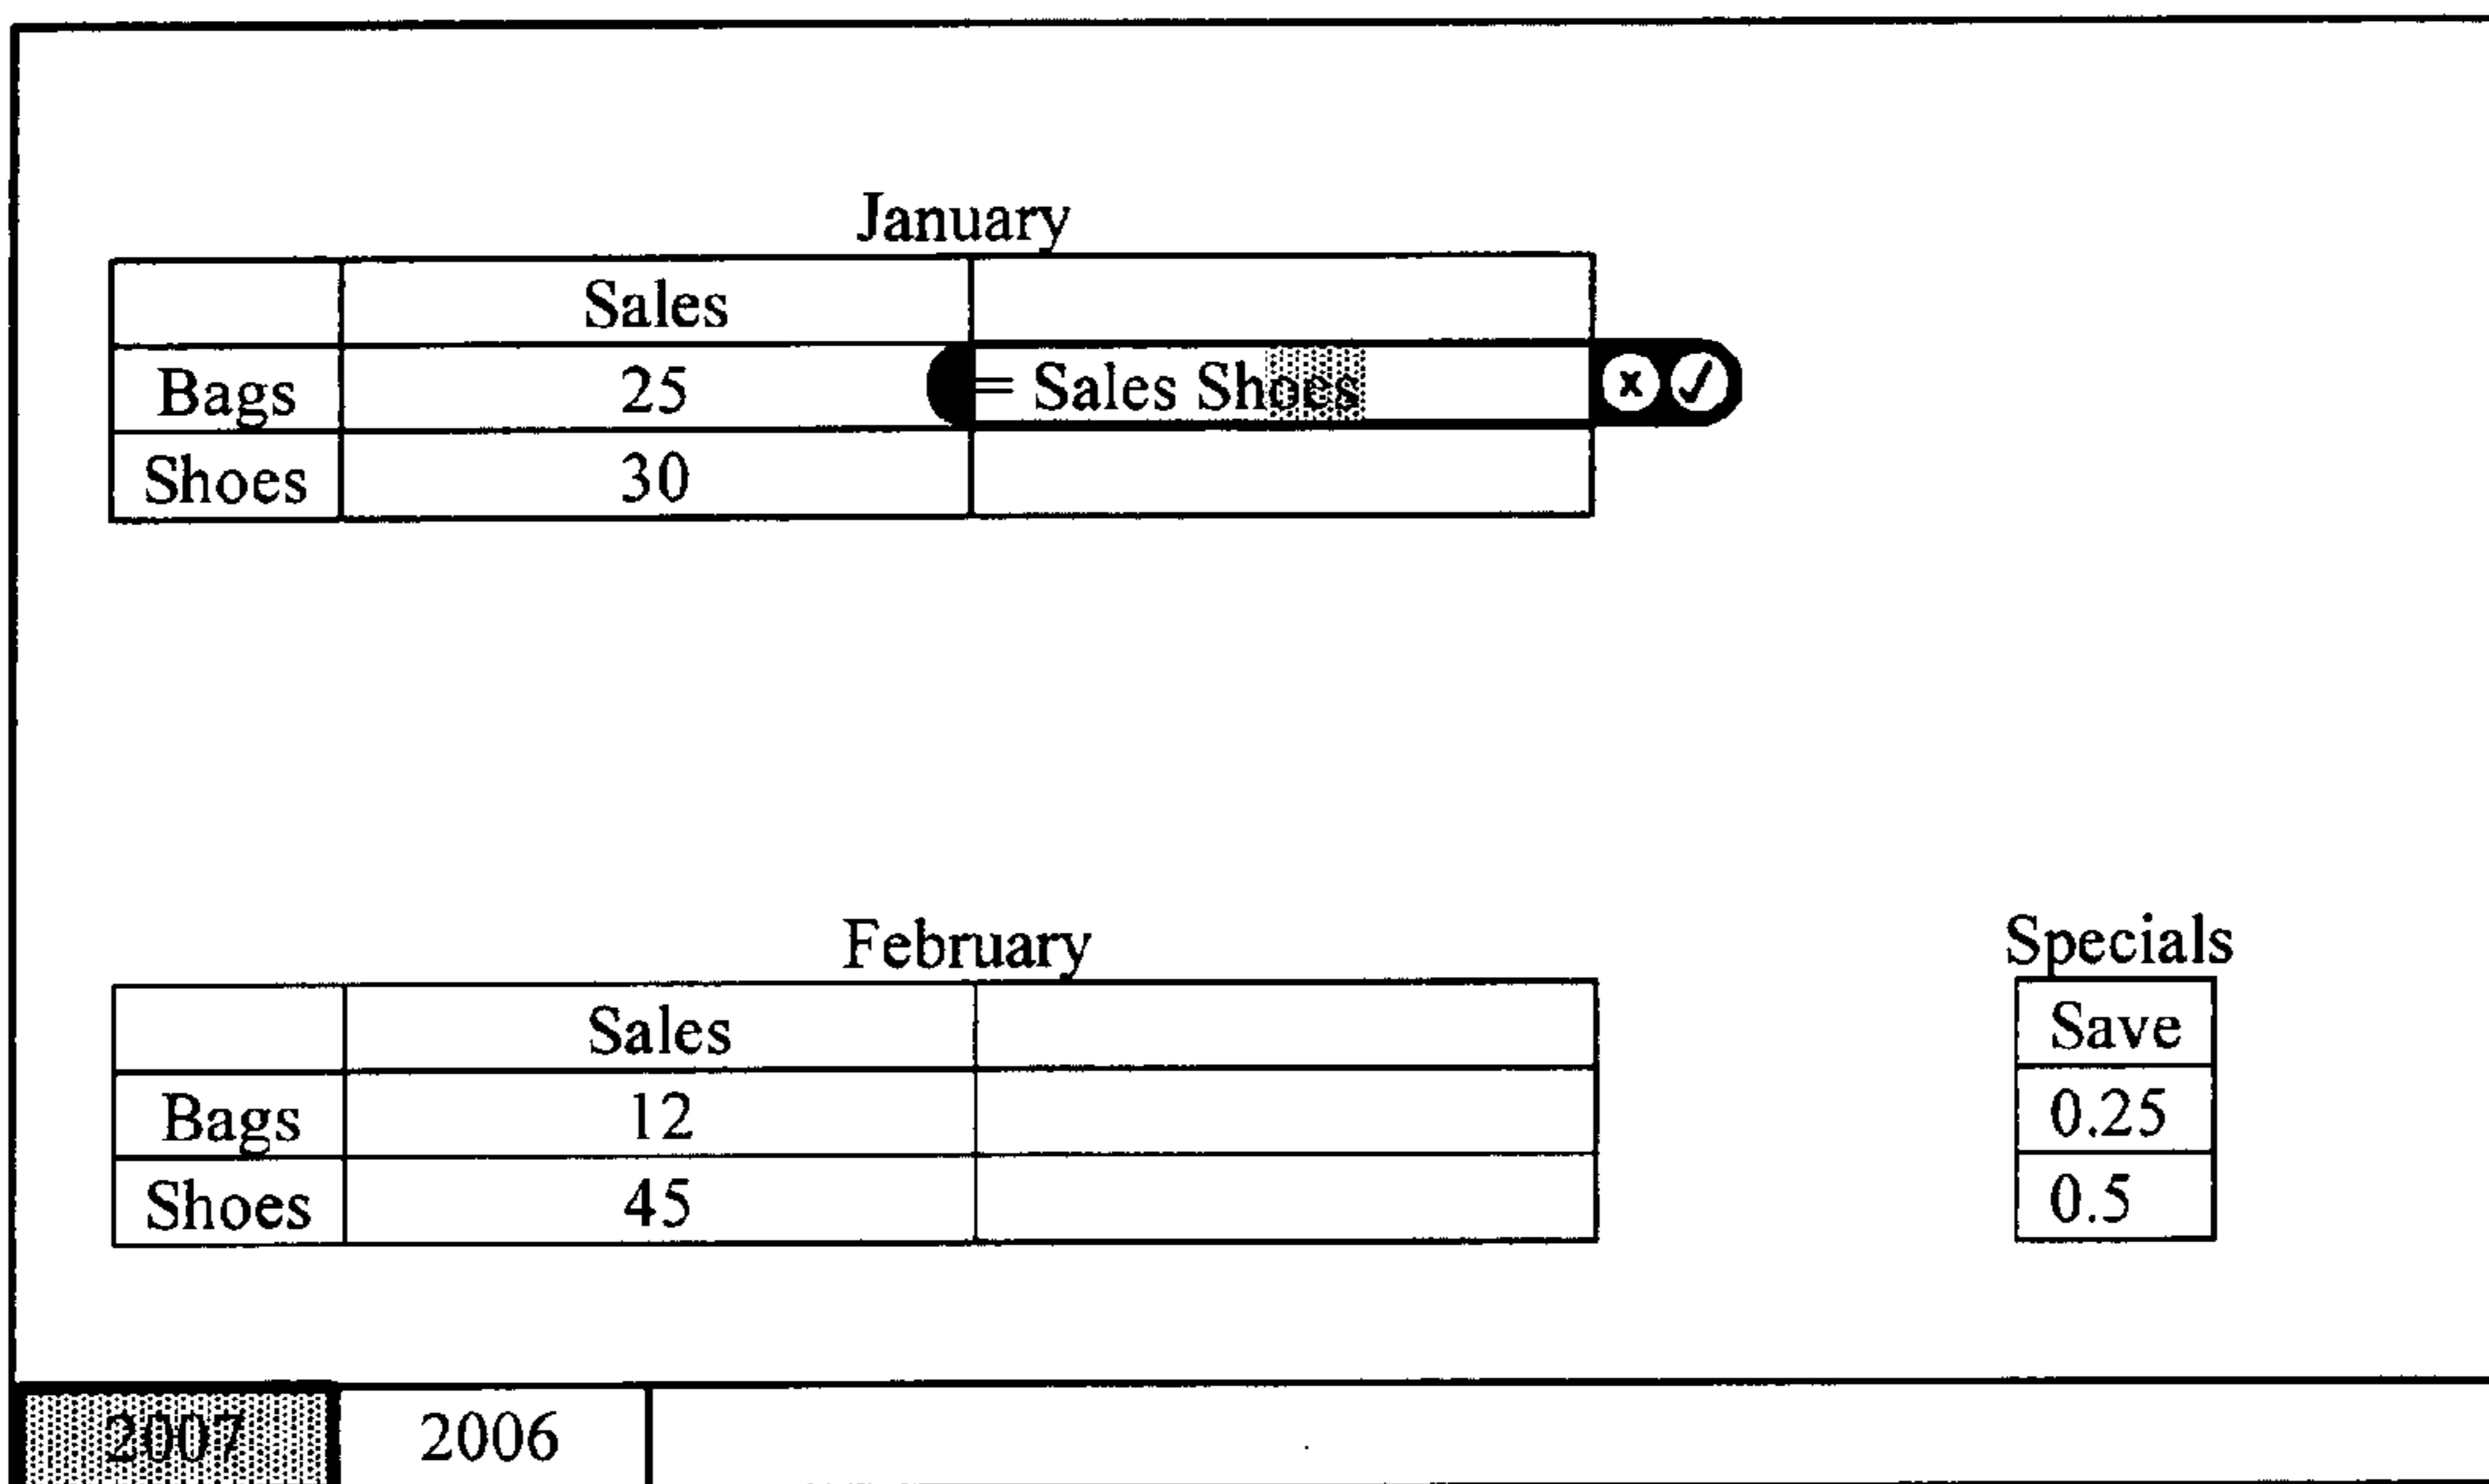 January
Sales
Bags 25 = Sales Shoes x ✓
Shoes 30
February
Specials
Sales
Save
Bags 12
0.25
Shoes 45
0.5
2007 2006